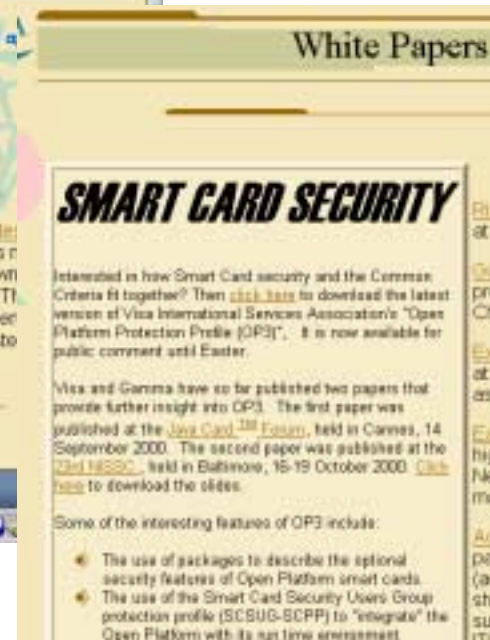 White Papers
SMART CARD SECURITY
Interested in how Smart Card security and the Common
Criteria fit together? Then click here to download the latest
version of Visa International Services Association's "Open
Platform Protection Profile (OP3)", it is now available for
public comment until Easter.
Visa and Gamma have so far published two papers that
provide further insight into OP3. The first paper was
published at the Java Card ™ Forum, held in Cannes, 14
September 2000. The second paper was published at the
23rd NISSC, held in Baltimore, 16-19 October 2000. Click
here to download the slides.
Some of the interesting features of OP3 include:
The use of packages to describe the optional
security features of Open Platform smart cards.
The use of the Smart Card Security Users Group
protection profile (SCSUG-SCPP) to "integrate" the
Open Platform with its run time environment